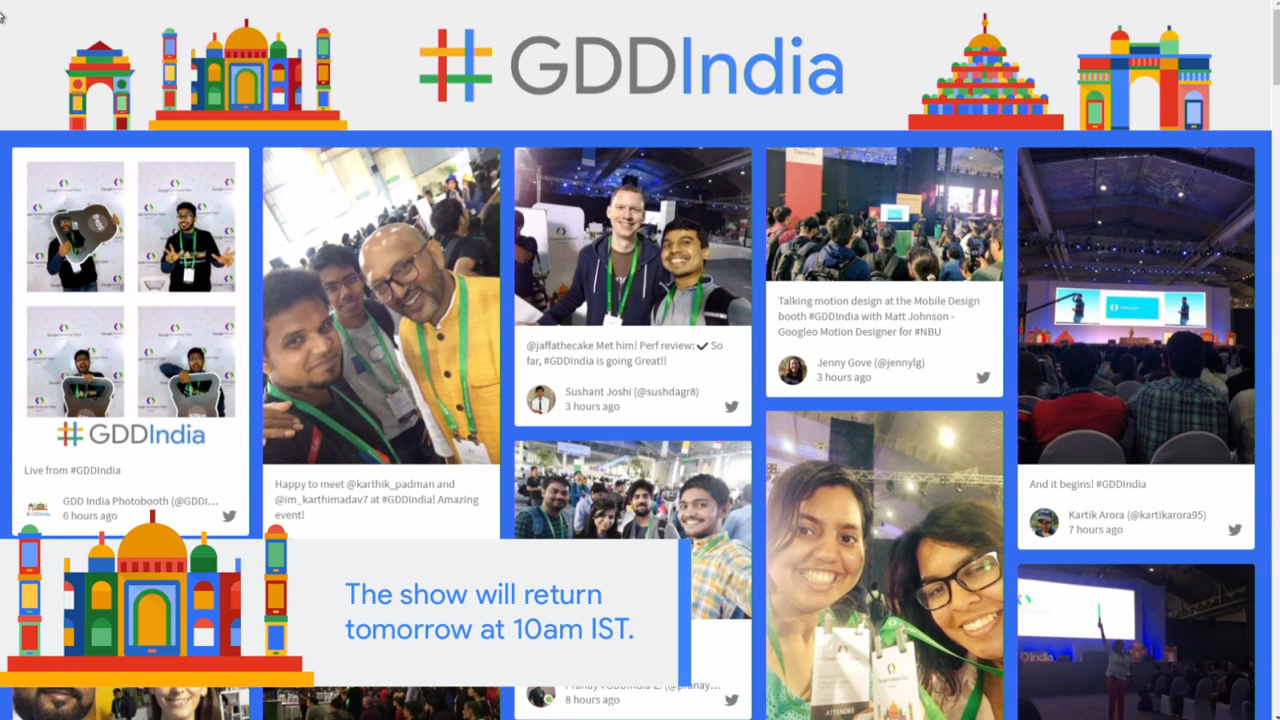 #GDDIndia
#GDDIndia
Live from #GDDIndia
GDD India Photobooth (@GDDI...
6 hours ago
Happy to meet @karthik_padman and
@im_karthimadav7 at #GDDIndia! Amazing
event!
@jaffathecake Met him! Perf review: ✔ So
far, #GDDIndia is going Great!!
Sushant Joshi (@sushdagr8)
3 hours ago
8 hours ago
Talking motion design at the Mobile Design
booth #GDDIndia with Matt Johnson -
Googleo Motion Designer for #NBU
Jenny Gove (@jennylg)
3 hours ago
ATTENDEE
And it begins! #GDDIndia
Kartik Arora (@kartikarora95)
7 hours ago
The show will return
tomorrow at 10am IST.